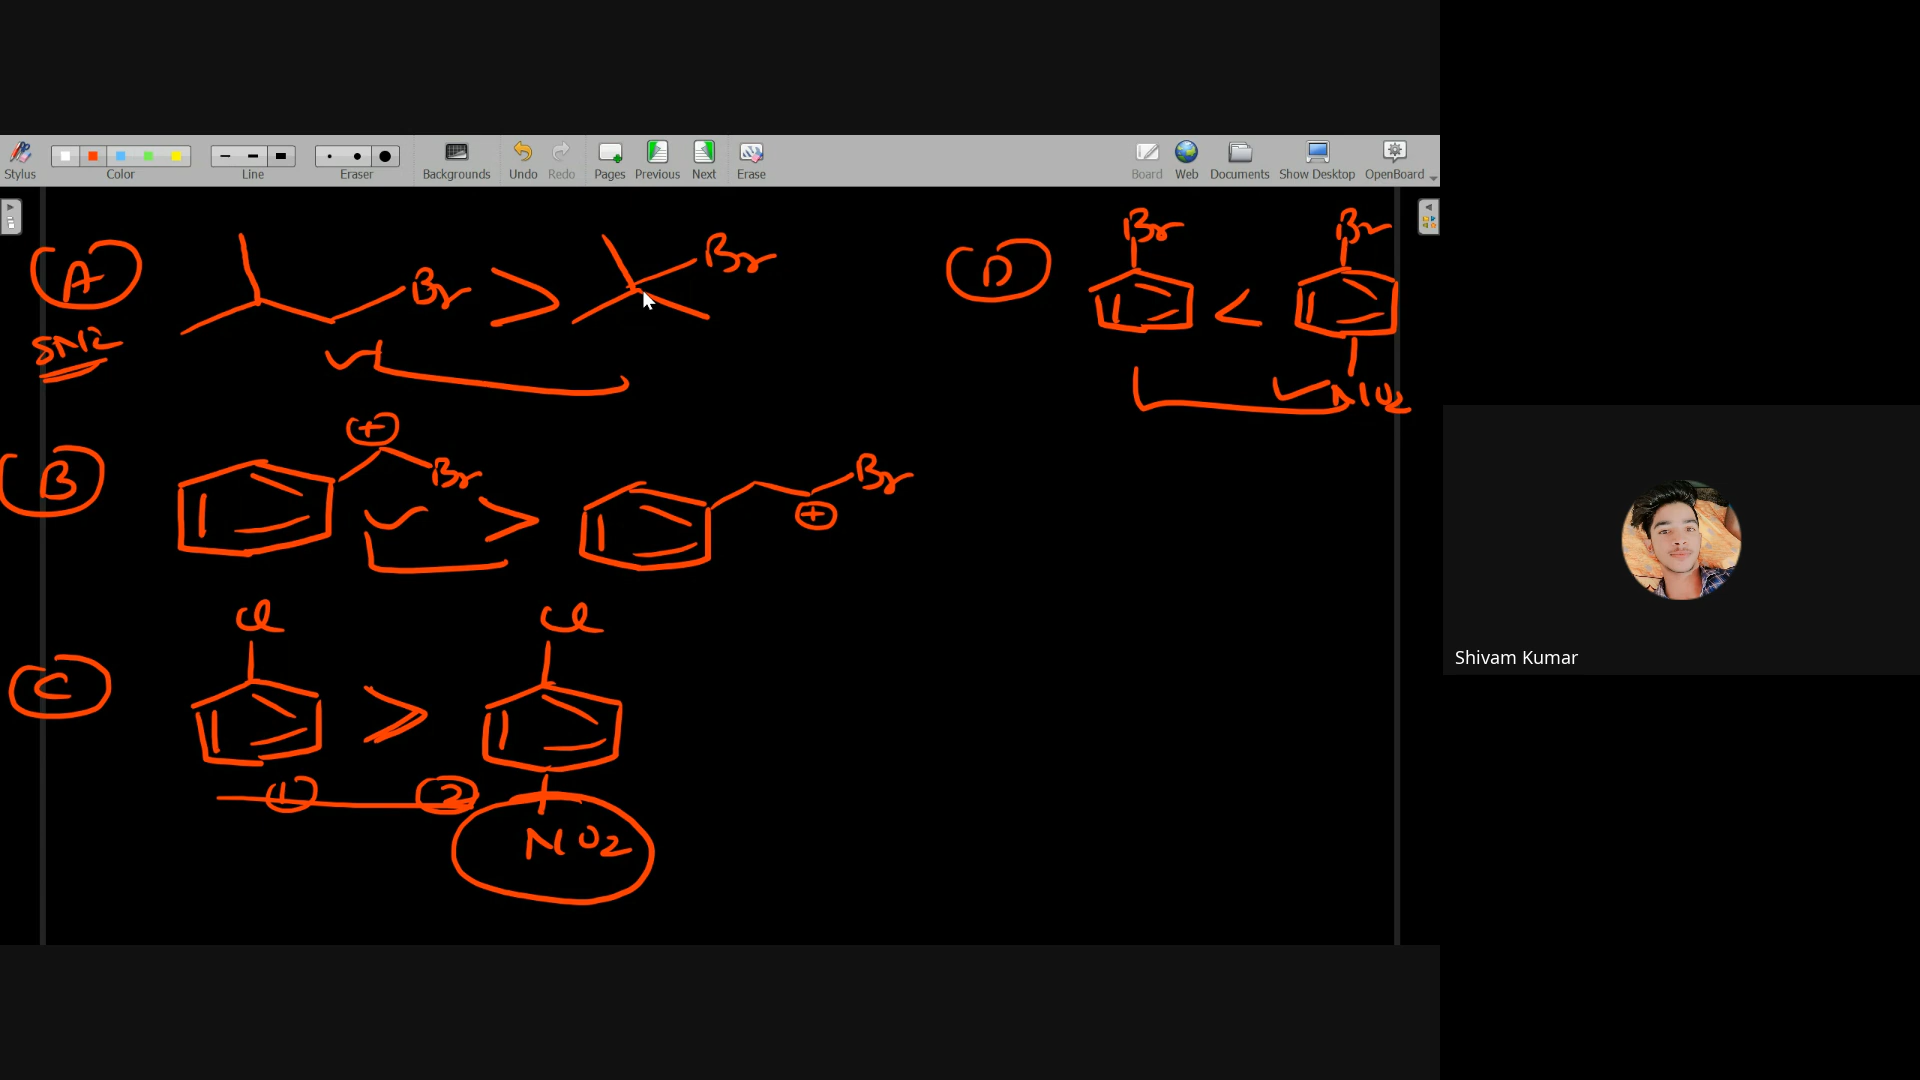 Stylus
Color
Line
Eraser
Backgrounds
Undo
Redo
Pages
Previous
Next
Erase
Board
Web
Documents
Show Desktop
OpenBoard
A
Br > Br
SN2
D
Br < Br
NO2
B
+
Br > Br
+
C
Cl > Cl
1 2
NO2
Shivam Kumar